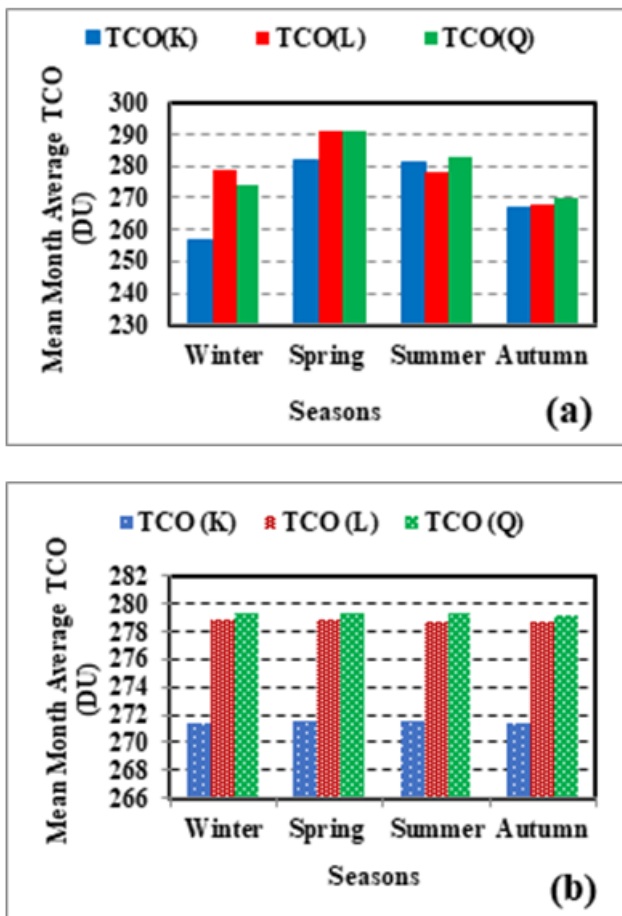 TCO(K) TCO(L) TCO(Q)
Mean Month Average TCO
(DU)
300
290
280
270
260
250
240
230
Winter Spring Summer Autumn
Seasons
(a)
TCO (K) TCO (L) TCO (Q)
Mean Month Average TCO
(DU)
282
280
278
276
274
272
270
268
266
Winter Spring Summer Autumn
Seasons
(b)